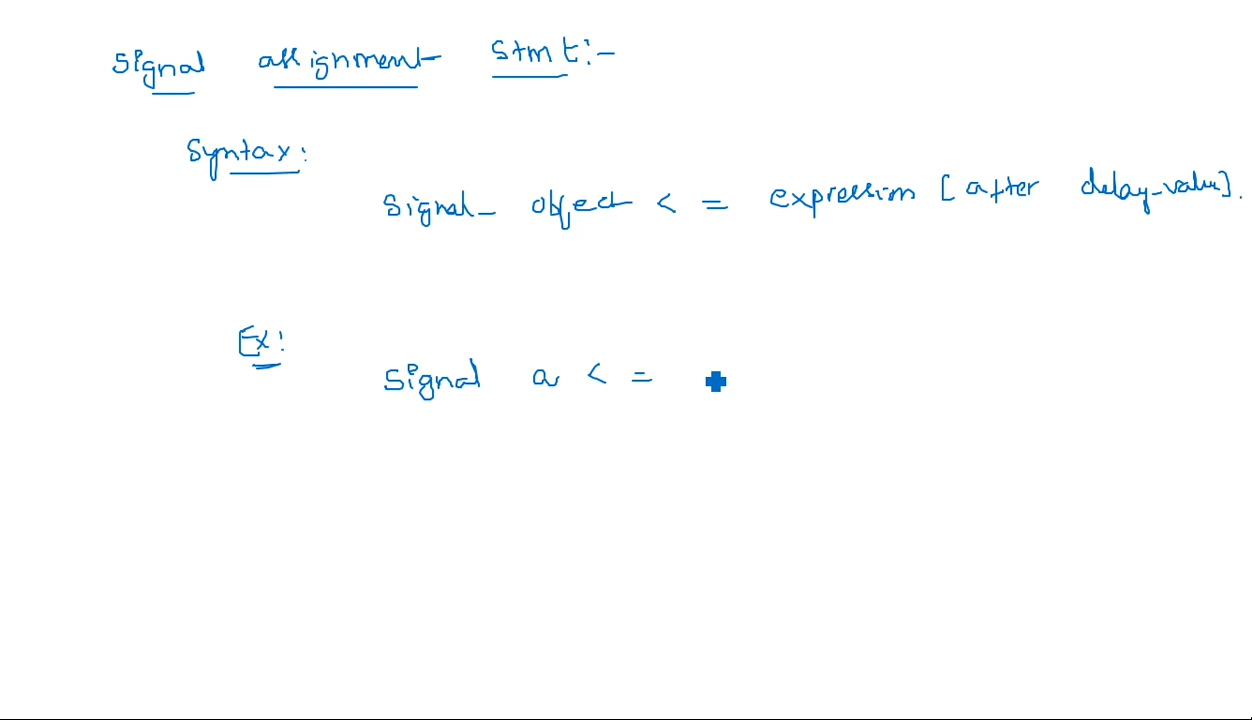 Signal assignment Stmt:-
Syntax:
Signal_ object < = expression [after delay-value].
Ex:
Signal a < =